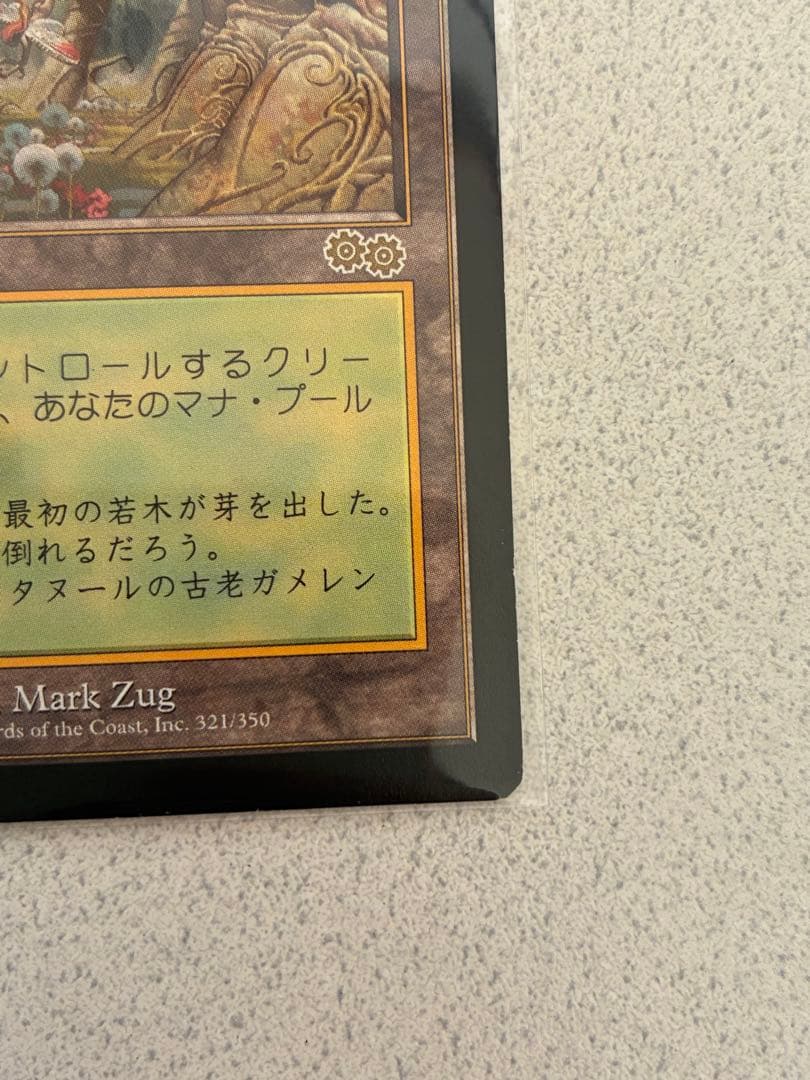 ントロールするクリー
、あなたのマナ・プール
最初の若木が芽を出した。
倒れるだろう。
タヌールの古老ガメレン
Mark Zug
rds of the Coast, Inc. 321/350